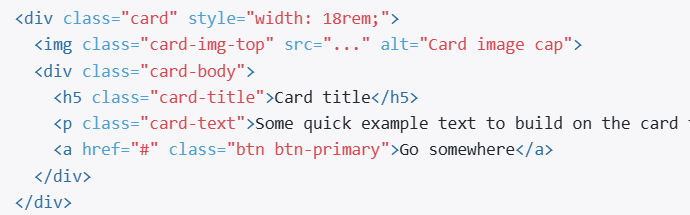 <div class="card" style="width: 18rem;">
  <img class="card-img-top" src="..." alt="Card image cap">
  <div class="card-body">
    <h5 class="card-title">Card title</h5>
    <p class="card-text">Some quick example text to build on the card
    <a href="#" class="btn btn-primary">Go somewhere</a>
  </div>
</div>